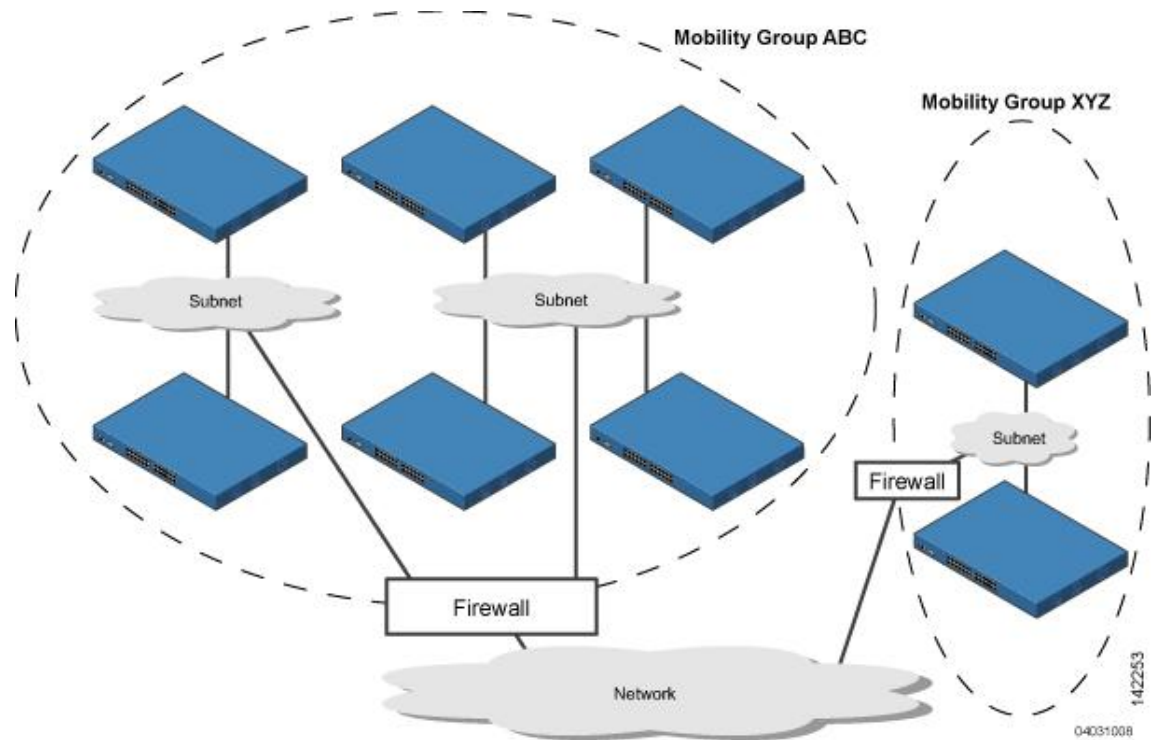 Mobility Group ABC
Mobility Group XYZ
Subnet
Subnet
Subnet
Firewall
Firewall
Network
142253
04031008